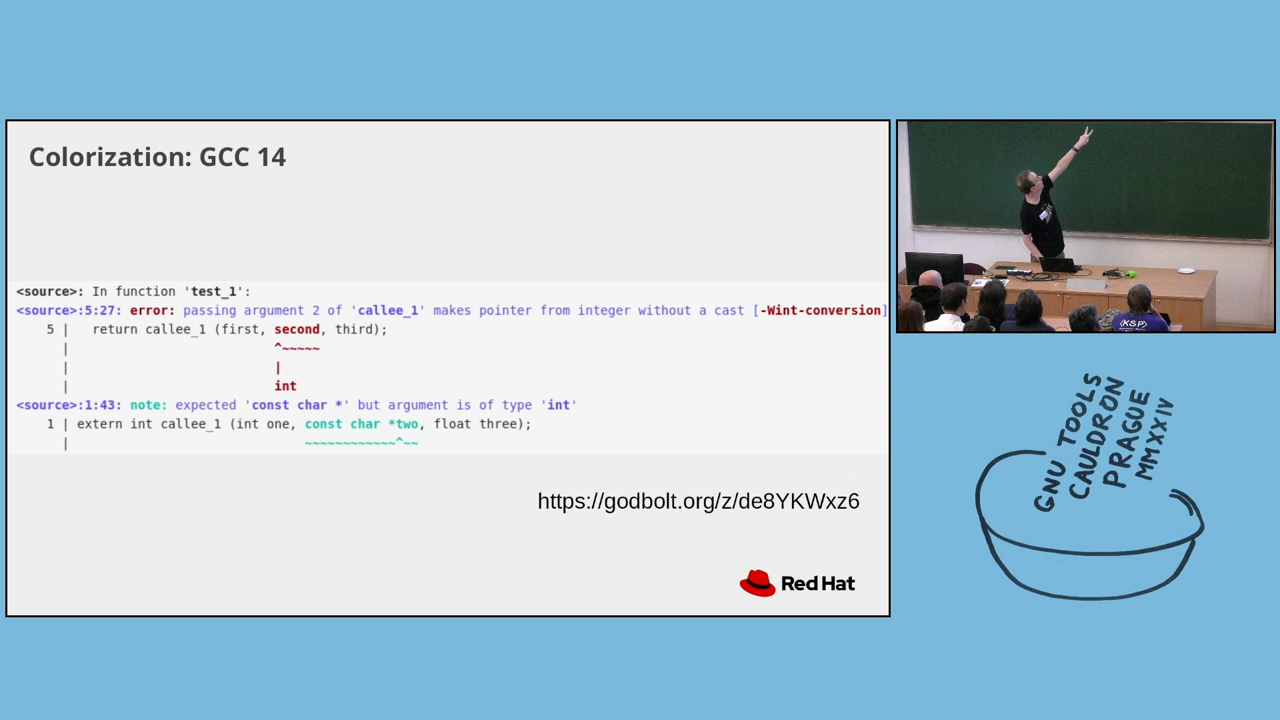 Colorization: GCC 14
<source>: In function 'test_1':
<source>:5:27: error: passing argument 2 of 'callee_1' makes pointer from integer without a cast [-Wint-conversion]
5 |   return callee_1 (first, second, third);
  |                           ^~~~~~
  |                           |
  |                           int
<source>:1:43: note: expected 'const char *' but argument is of type 'int'
1 | extern int callee_1 (int one, const char *two, float three);
  |                               ~~~~~~~~~~~~^~~
https://godbolt.org/z/de8YKWxz6
Red Hat
(KSP)
GNU TOOLS
CAULDRON
PRAGUE
MMXXIV